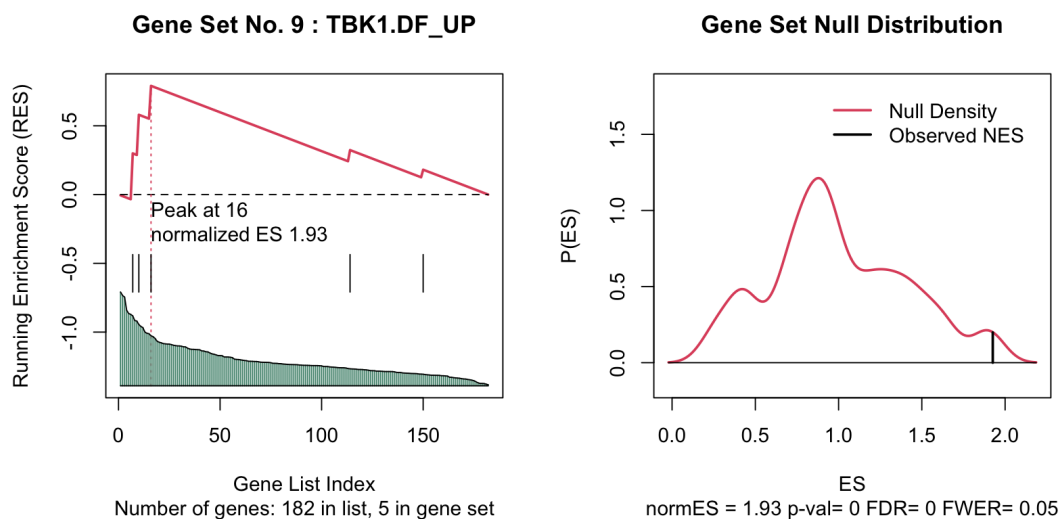 Gene Set No. 9 : TBK1.DF_UP
Running Enrichment Score (RES)
0.5
0.0
-0.5
-1.0
Peak at 16
normalized ES 1.93
0 50 100 150
Gene List Index
Number of genes: 182 in list, 5 in gene set
Gene Set Null Distribution
P(ES)
1.5
1.0
0.5
0.0
Null Density
Observed NES
0.0 0.5 1.0 1.5 2.0
ES
normES = 1.93 p-val= 0 FDR= 0 FWER= 0.05